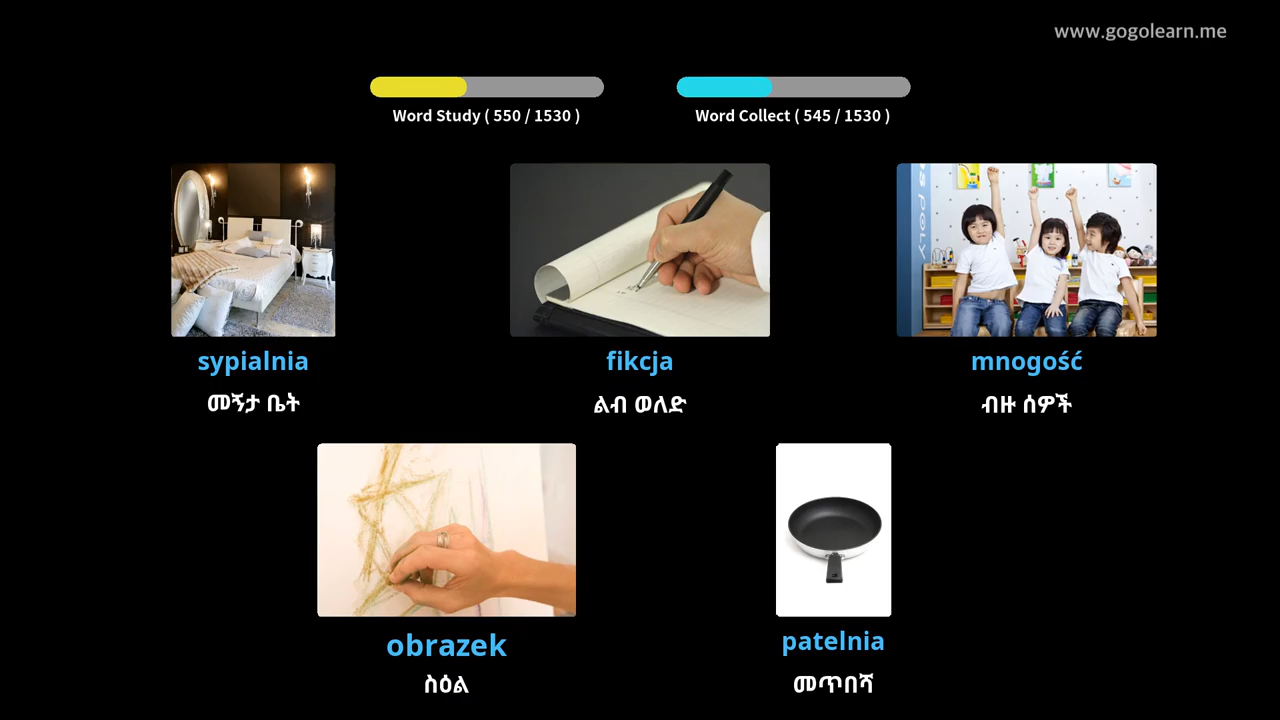 www.gogolearn.me
Word Study ( 550 / 1530 )
Word Collect ( 545 / 1530 )
sypialnia
መኝታ ቤት
fikcja
ልብ ወለድ
mnogość
ብዙ ሰዎች
obrazek
ስዕል
patelnia
መጥበሻ